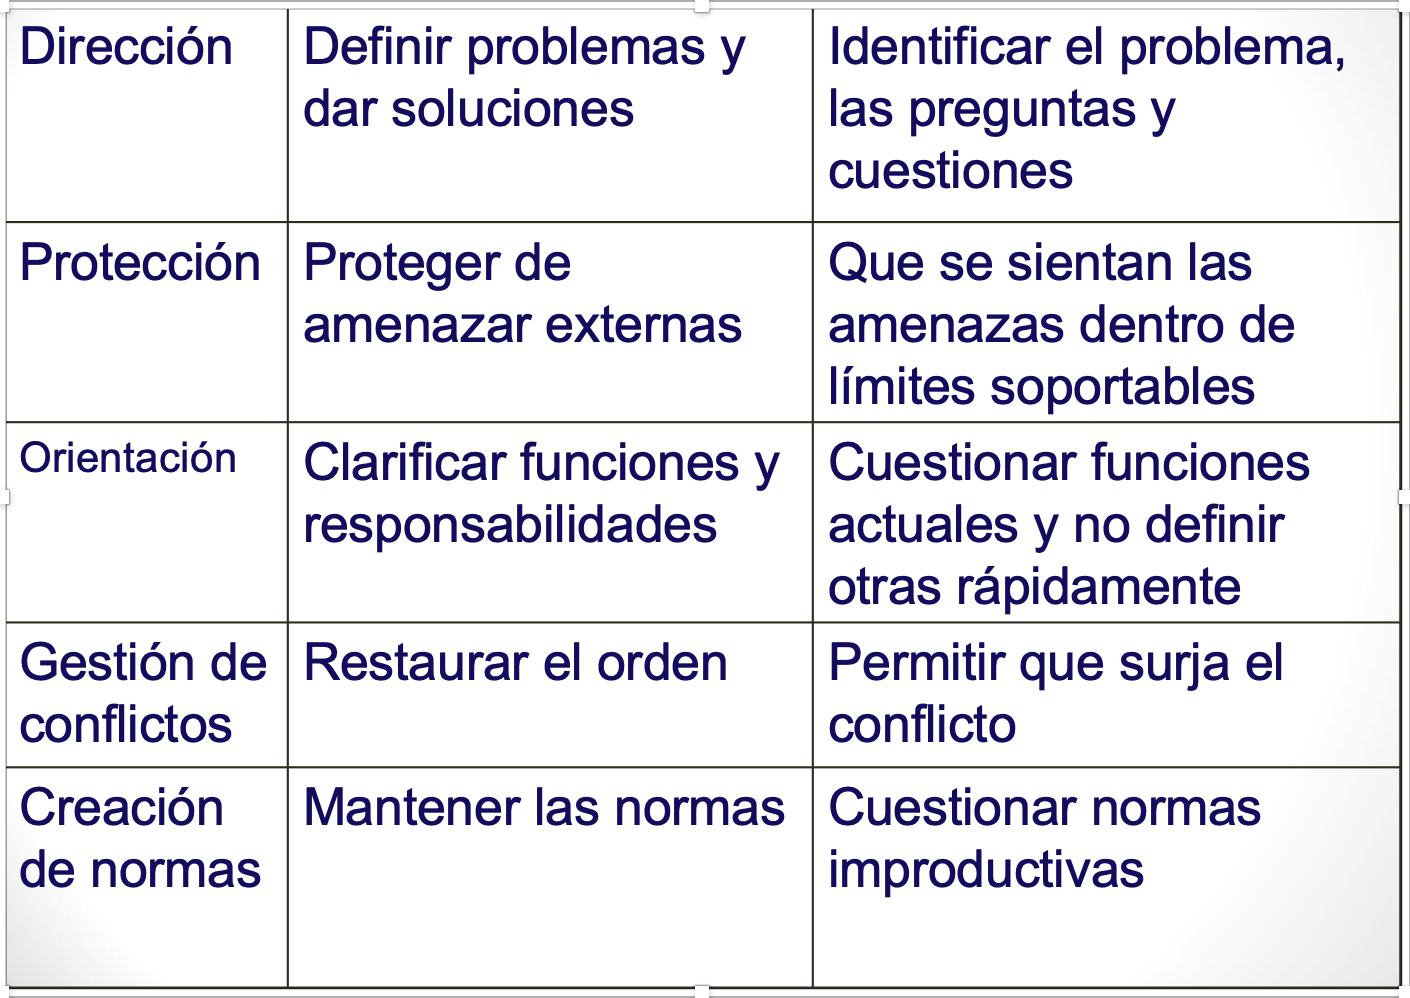 Dirección
Definir problemas y
dar soluciones
Identificar el problema,
las preguntas y
cuestiones
Protección
Proteger de
amenazar externas
Que se sientan las
amenazas dentro de
límites soportables
Orientación
Clarificar funciones y
responsabilidades
Cuestionar funciones
actuales y no definir
otras rápidamente
Gestión de
conflictos
Restaurar el orden
Permitir que surja el
conflicto
Creación
de normas
Mantener las normas
Cuestionar normas
improductivas